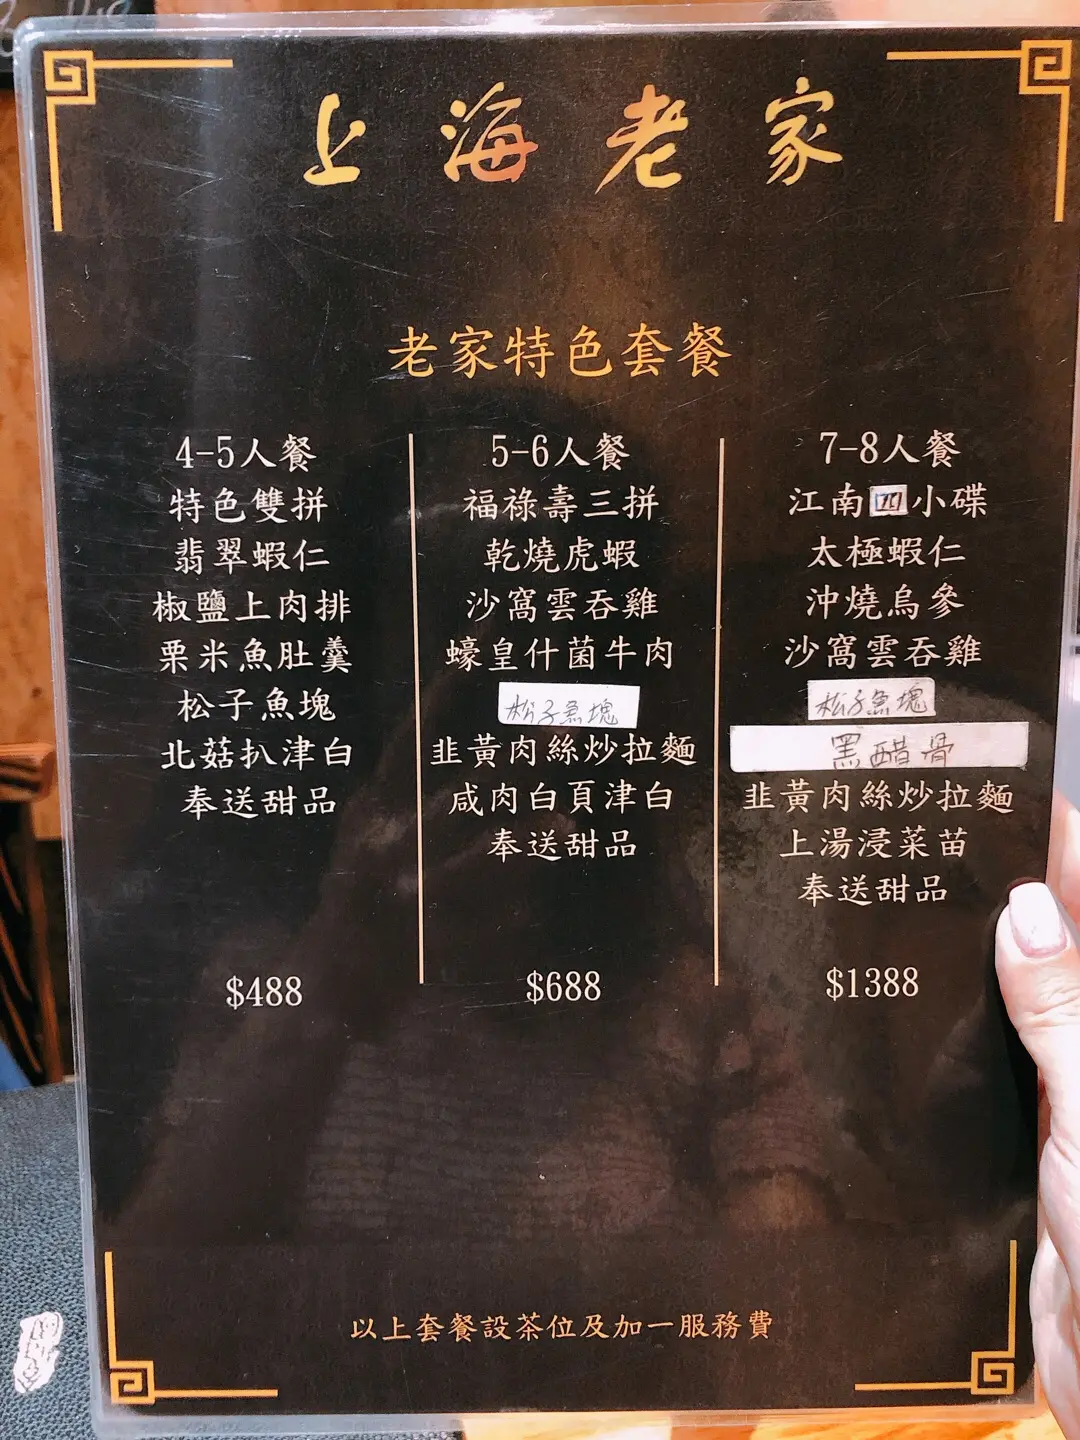 上海老家
老家特色套餐
4-5人餐
特色雙拼
翡翠蝦仁
椒鹽上肉排
栗米魚肚羹
松子魚塊
北菇扒津白
奉送甜品
$488
5-6人餐
福祿壽三拼
乾燒虎蝦
沙窩雲吞雞
蠔皇什菌牛肉
松子魚塊
韭黃肉絲炒拉麵
咸肉白頁津白
奉送甜品
$688
7-8人餐
江南四小碟
太極蝦仁
沖燒烏參
沙窩雲吞雞
松子魚塊
黑醋骨
韭黃肉絲炒拉麵
上湯浸菜苗
奉送甜品
$1388
以上套餐設茶位及加一服務費